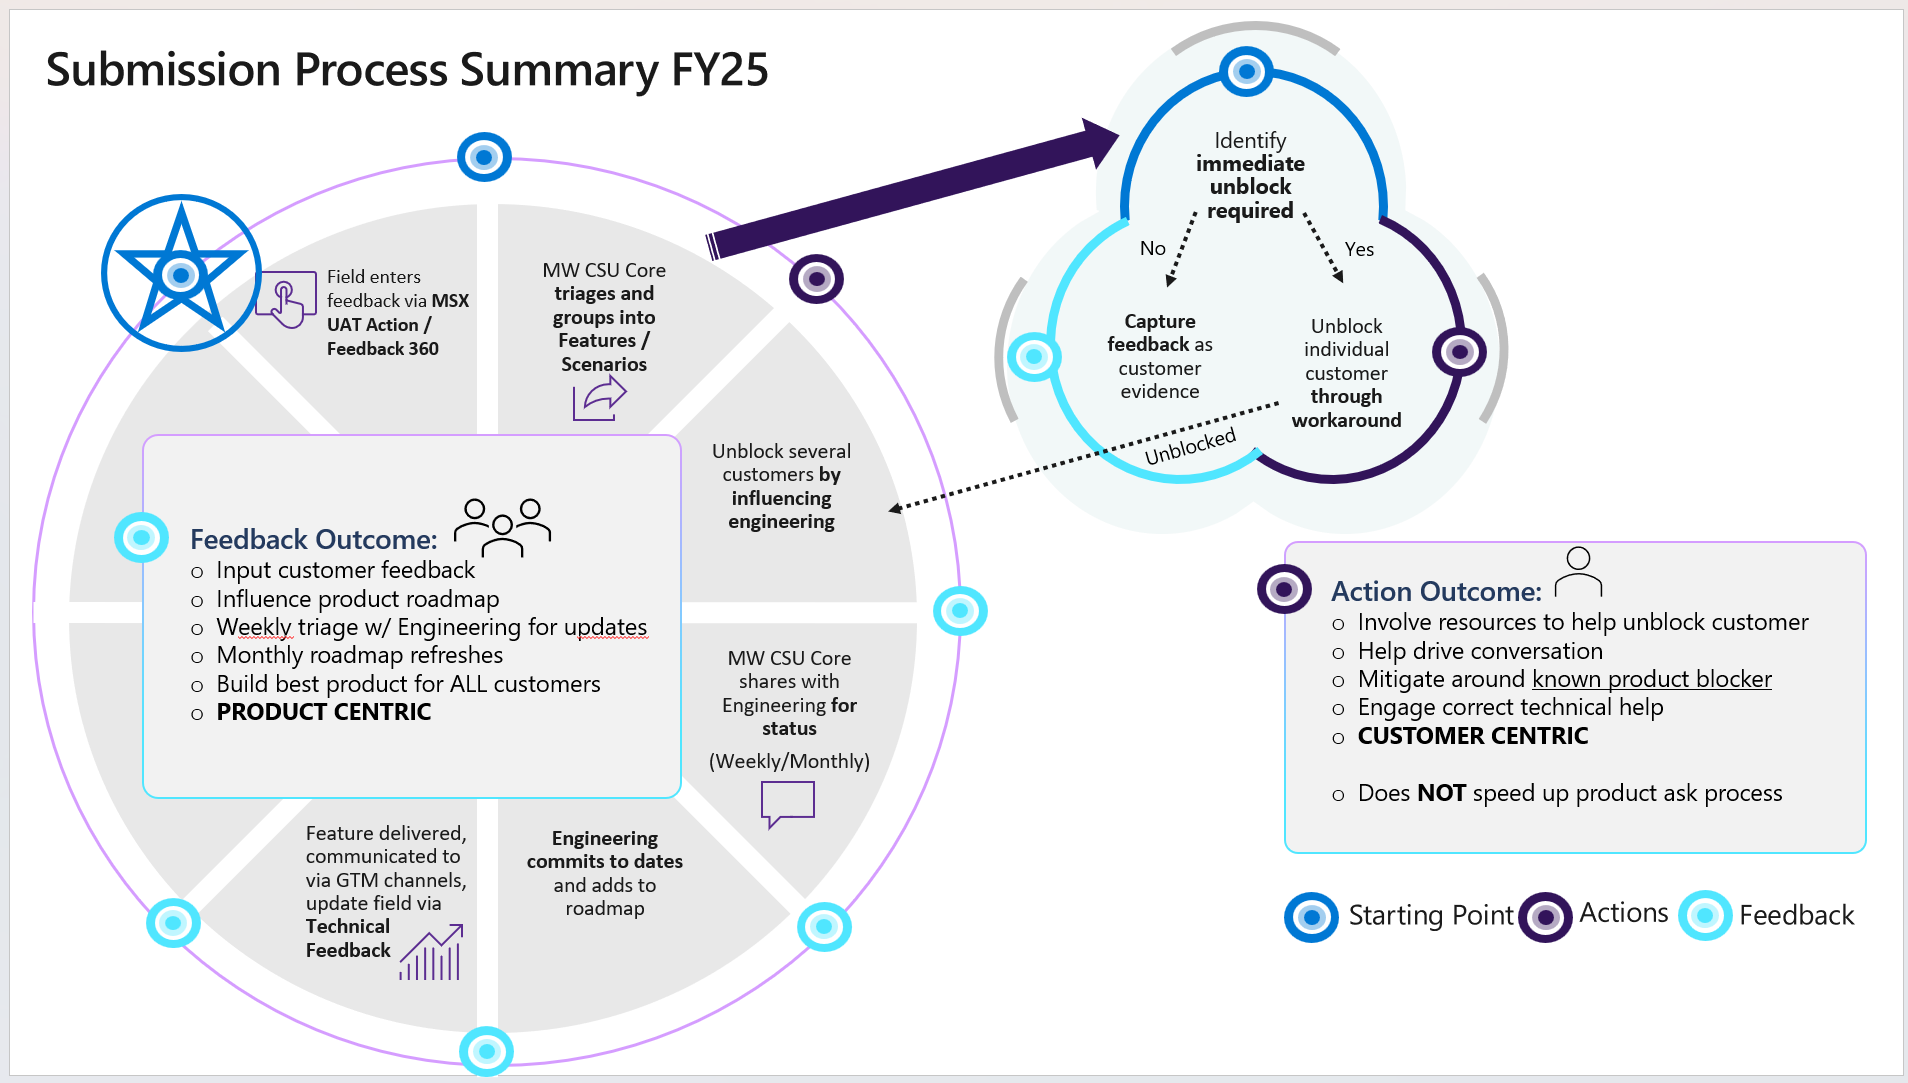 Submission Process Summary FY25
Field enters
feedback via MSX
UAT Action /
Feedback 360
MW CSU Core
triages and
groups into
Features /
Scenarios
Unblock several
customers by
influencing
engineering
MW CSU Core
shares with
Engineering for
status
(Weekly/Monthly)
Engineering
commits to dates
and adds to
roadmap
Feature delivered,
communicated to
via GTM channels,
update field via
Technical
Feedback
Feedback Outcome:
o Input customer feedback
o Influence product roadmap
o Weekly triage w/ Engineering for updates
o Monthly roadmap refreshes
o Build best product for ALL customers
o PRODUCT CENTRIC
Identify
immediate
unblock
required
No
Yes
Capture
feedback as
customer
evidence
Unblock
individual
customer
through
workaround
Unblocked
Action Outcome:
o Involve resources to help unblock customer
o Help drive conversation
o Mitigate around known product blocker
o Engage correct technical help
o CUSTOMER CENTRIC
o Does NOT speed up product ask process
Starting Point
Actions
Feedback